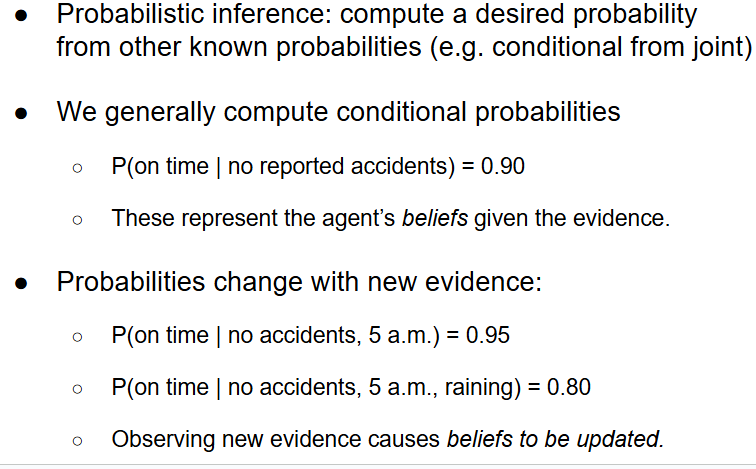 ● Probabilistic inference: compute a desired probability
from other known probabilities (e.g. conditional from joint)
● We generally compute conditional probabilities
○ P(on time | no reported accidents) = 0.90
○ These represent the agent’s beliefs given the evidence.
● Probabilities change with new evidence:
○ P(on time | no accidents, 5 a.m.) = 0.95
○ P(on time | no accidents, 5 a.m., raining) = 0.80
○ Observing new evidence causes beliefs to be updated.